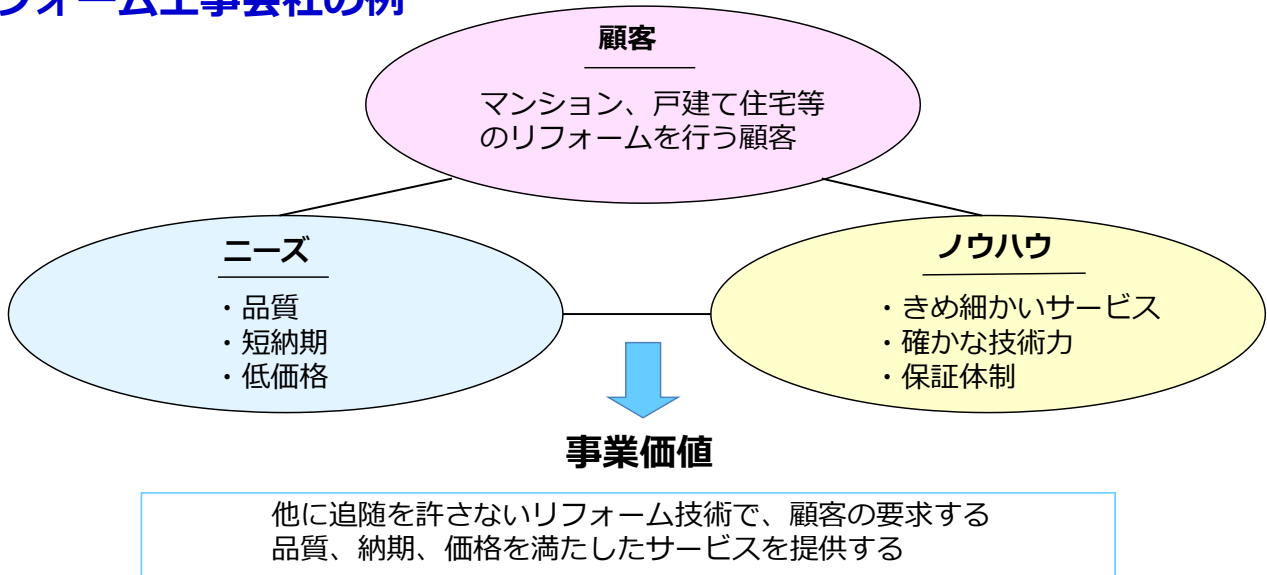 フォーム工事会社の例
顧客
マンション、戸建て住宅等
のリフォームを行う顧客
ニーズ
・品質
・短納期
・低価格
ノウハウ
・きめ細かいサービス
・確かな技術力
・保証体制
事業価値
他に追随を許さないリフォーム技術で、顧客の要求する
品質、納期、価格を満たしたサービスを提供する